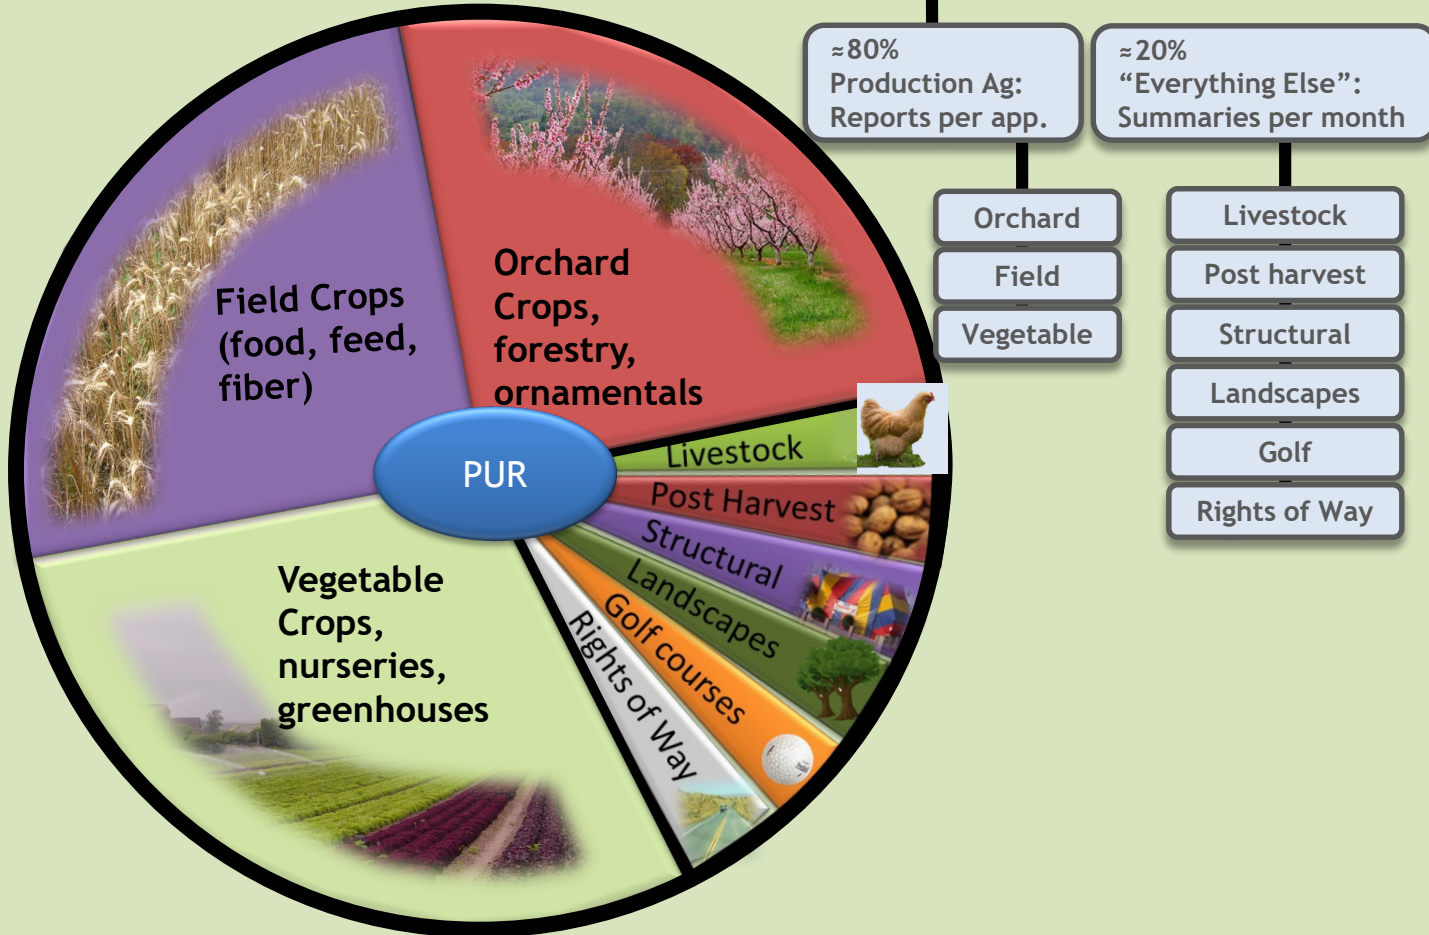 Field Crops
(food, feed,
fiber)
Orchard
Crops,
forestry,
ornamentals
PUR
Vegetable
Crops,
nurseries,
greenhouses
Livestock
Post Harvest
Structural
Landscapes
Golf courses
Rights of Way
≈80%
Production Ag:
Reports per app.
Orchard
Field
Vegetable
≈20%
“Everything Else”:
Summaries per month
Livestock
Post harvest
Structural
Landscapes
Golf
Rights of Way